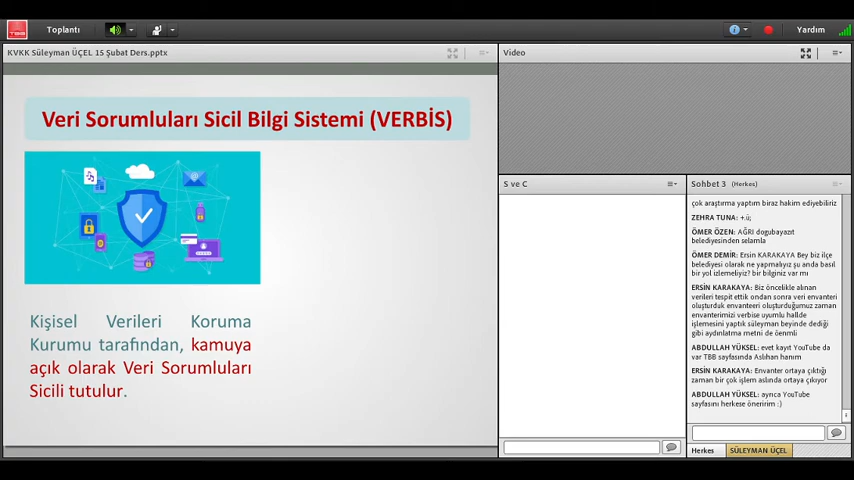 TBB
Toplantı
Yardım
KVKK Süleyman ÜÇEL 15 Şubat Ders.pptx
Veri Sorumluları Sicil Bilgi Sistemi (VERBİS)
Kişisel Verileri Koruma
Kurumu tarafından, kamuya
açık olarak Veri Sorumluları
Sicili tutulur.
Video
S ve C
Sohbet 3 (Herkes)
çok araştırma yaptım biraz hakim ediyebiliriz
ZEHRA TUNA: +.ü;
ÖMER ÖZEN: AĞRI dogubayazıt
belediyesinden selamla
ÖMER DEMİR: Ersin KARAKAYA Bey biz ilçe
belediyesi olarak ne yapmalıyız şu anda basıl
bir yol izlemeliyiz? bir bilginiz var mı
ERSİN KARAKAYA: Biz öncelikle alınan
verileri tespit ettik ondan sonra veri envanteri
oluşturduk envanteeri oluşturduğumuz zaman
envanterimizi verbise uyumlu hallde
işlemesini yaptık süleyman beyinde dediği
gibi aydınlatma metni de öenmli
ABDULLAH YÜKSEL: evet kayıt YouTube da
var TBB sayfasında Aslıhan hanım
ERSİN KARAKAYA: Envanter ortaya çıktığı
zaman bir çok işlem aslında ortaya çıkıyor
ABDULLAH YÜKSEL: ayrıca YouTube
sayfasını herkese öneririm :)
Herkes
SÜLEYMAN ÜÇEL